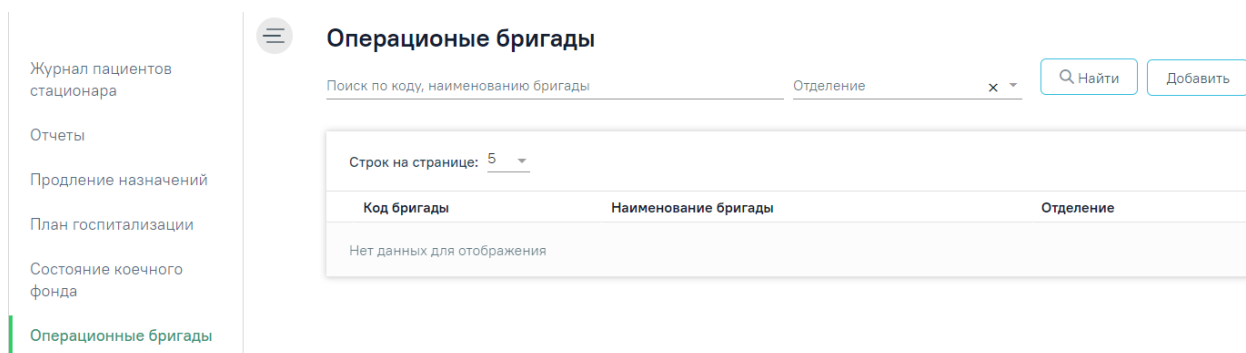 Операционые бригады
Журнал пациентов
стационара
Отчеты
Продление назначений
План госпитализации
Состояние коечного
фонда
Операционные бригады
Поиск по коду, наименованию бригады Отделение × Найти Добавить
Строк на странице: 5
Код бригады Наименование бригады Отделение
Нет данных для отображения